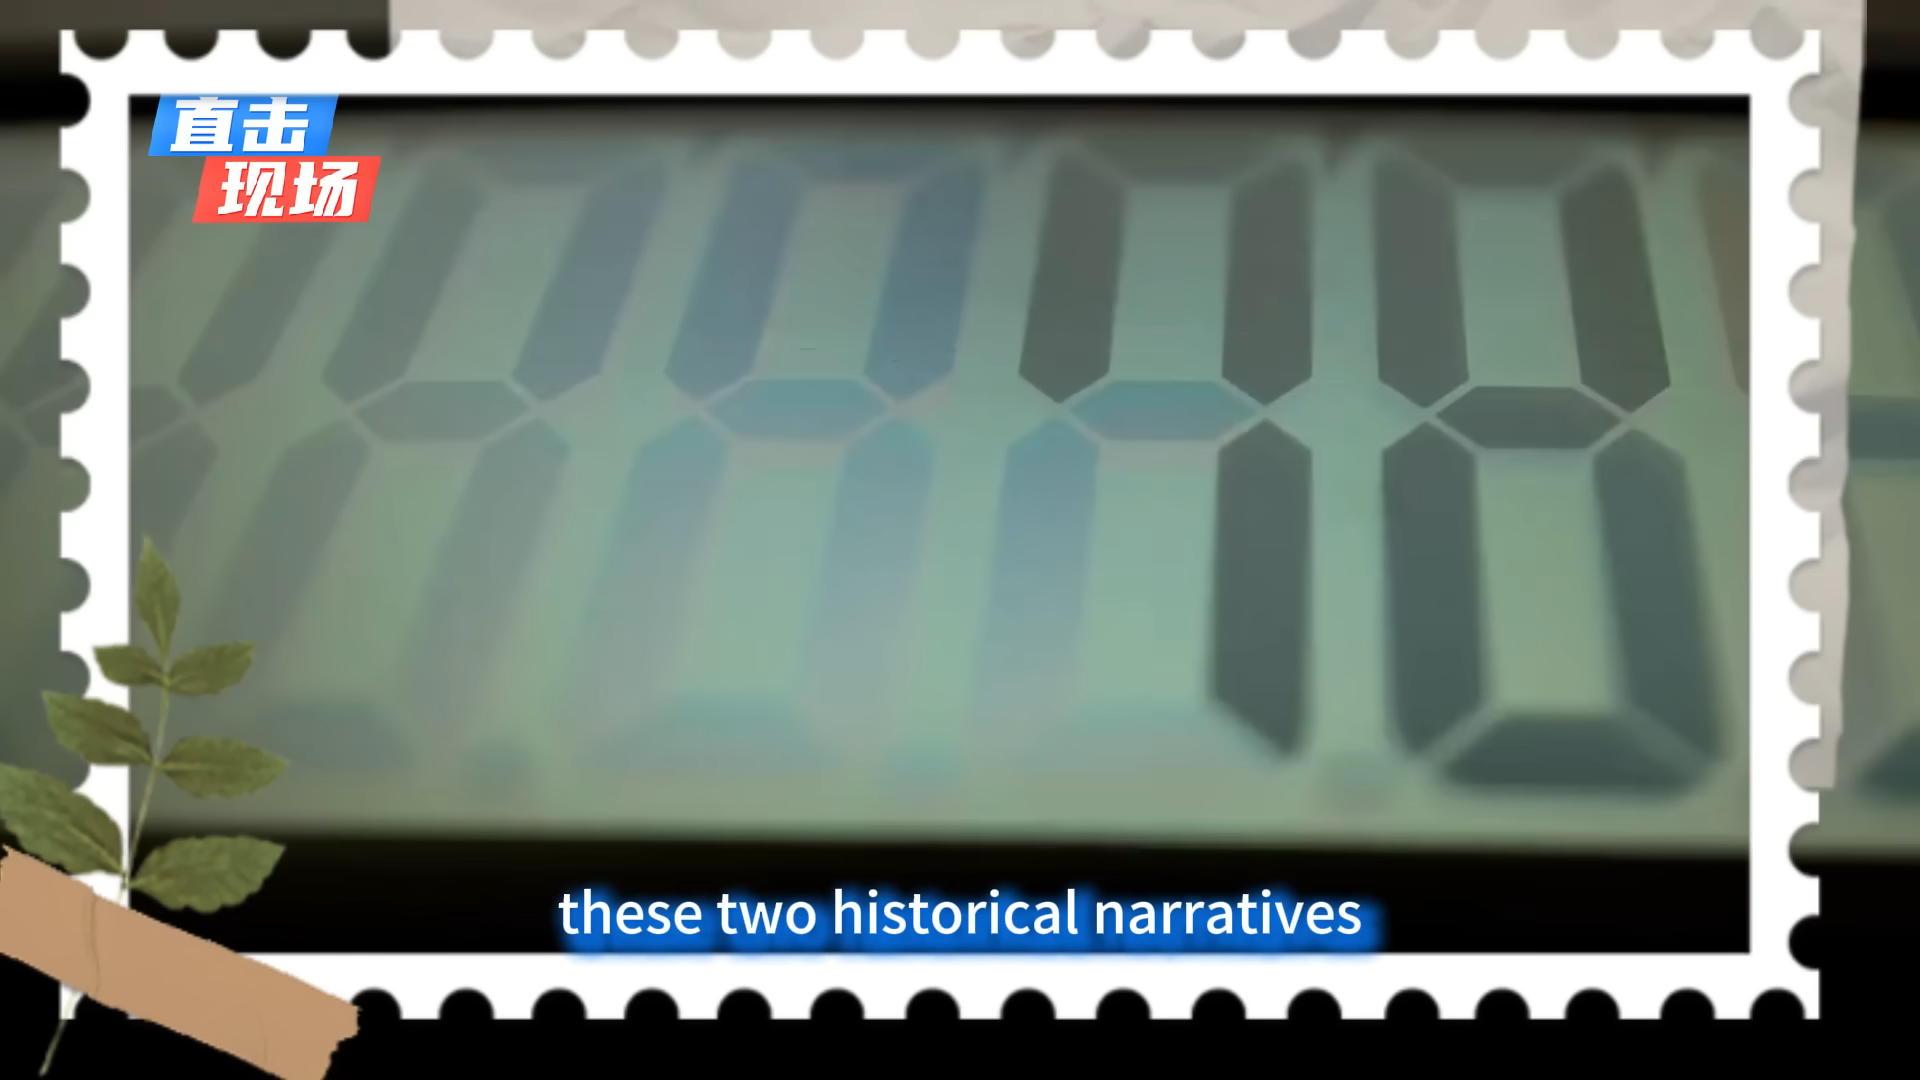 直击
现场
these two historical narratives